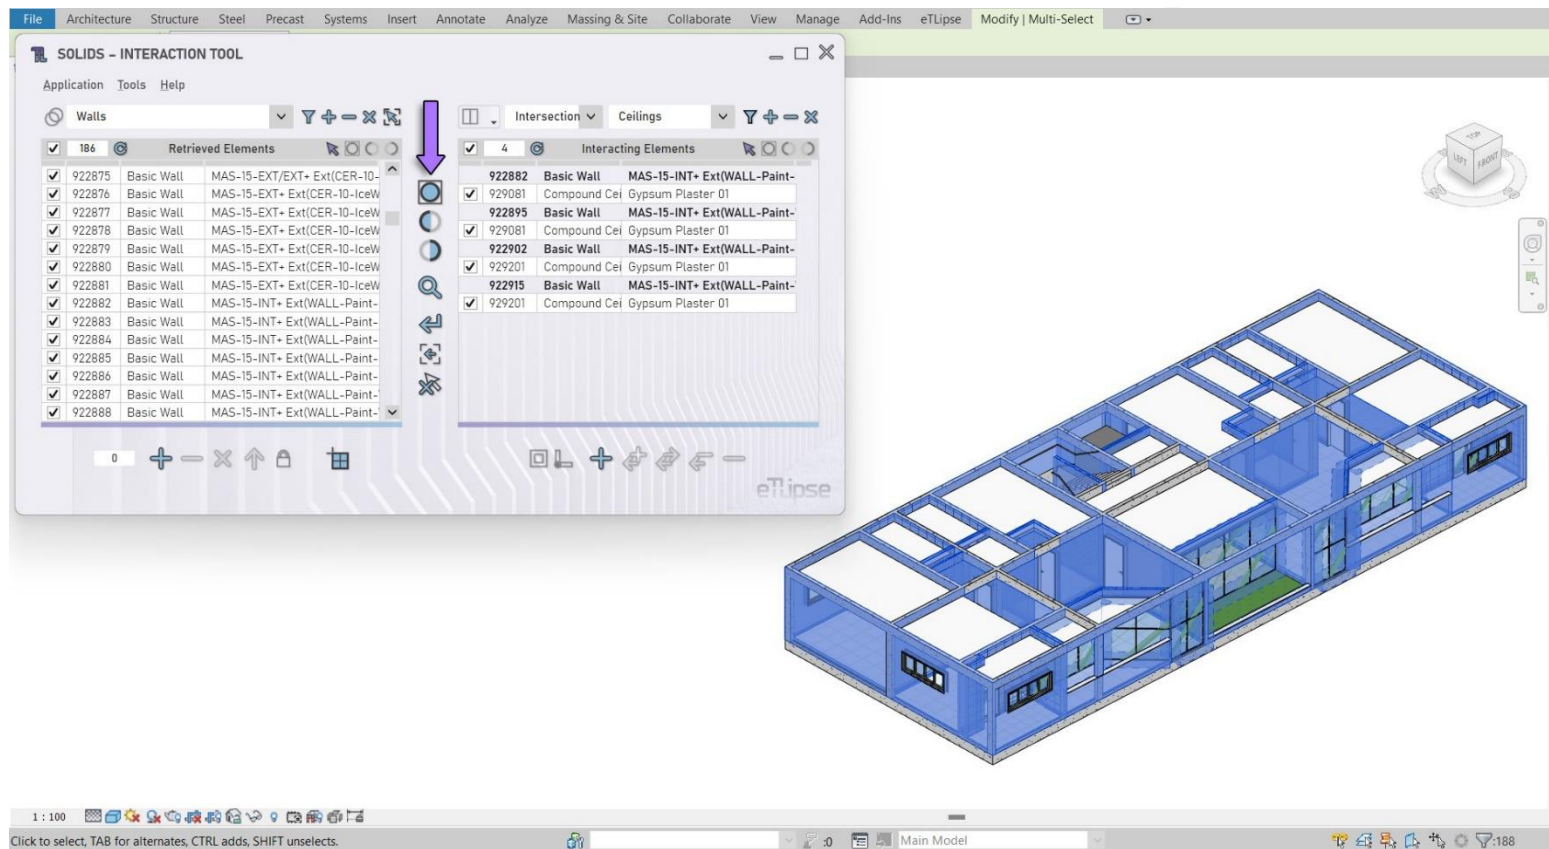 File Architecture Structure Steel Precast Systems Insert Annotate Analyze Massing & Site Collaborate View Manage Add-Ins eTLipse Modify | Multi-Select
SOLIDS – INTERACTION TOOL
Application Tools Help
Walls
Intersection Ceilings
186 Retrieved Elements
4 Interacting Elements
922875 Basic Wall MAS-15-EXT/EXT+ Ext(CER-10-
922876 Basic Wall MAS-15-EXT+ Ext(CER-10-IceW
922877 Basic Wall MAS-15-EXT+ Ext(CER-10-IceW
922878 Basic Wall MAS-15-EXT+ Ext(CER-10-IceW
922879 Basic Wall MAS-15-EXT+ Ext(CER-10-IceW
922880 Basic Wall MAS-15-EXT+ Ext(CER-10-IceW
922881 Basic Wall MAS-15-EXT+ Ext(CER-10-IceW
922882 Basic Wall MAS-15-INT+ Ext(WALL-Paint-
922883 Basic Wall MAS-15-INT+ Ext(WALL-Paint-
922884 Basic Wall MAS-15-INT+ Ext(WALL-Paint-
922885 Basic Wall MAS-15-INT+ Ext(WALL-Paint-
922886 Basic Wall MAS-15-INT+ Ext(WALL-Paint-
922887 Basic Wall MAS-15-INT+ Ext(WALL-Paint-
922888 Basic Wall MAS-15-INT+ Ext(WALL-Paint-
922882 Basic Wall MAS-15-INT+ Ext(WALL-Paint-
929081 Compound Cei Gypsum Plaster 01
922895 Basic Wall MAS-15-INT+ Ext(WALL-Paint-
929081 Compound Cei Gypsum Plaster 01
922902 Basic Wall MAS-15-INT+ Ext(WALL-Paint-
929201 Compound Cei Gypsum Plaster 01
922915 Basic Wall MAS-15-INT+ Ext(WALL-Paint-
929201 Compound Cei Gypsum Plaster 01
0
eTLipse
TOP
LEFT FRONT
1 : 100
Click to select, TAB for alternates, CTRL adds, SHIFT unselects.
:0 Main Model
:188